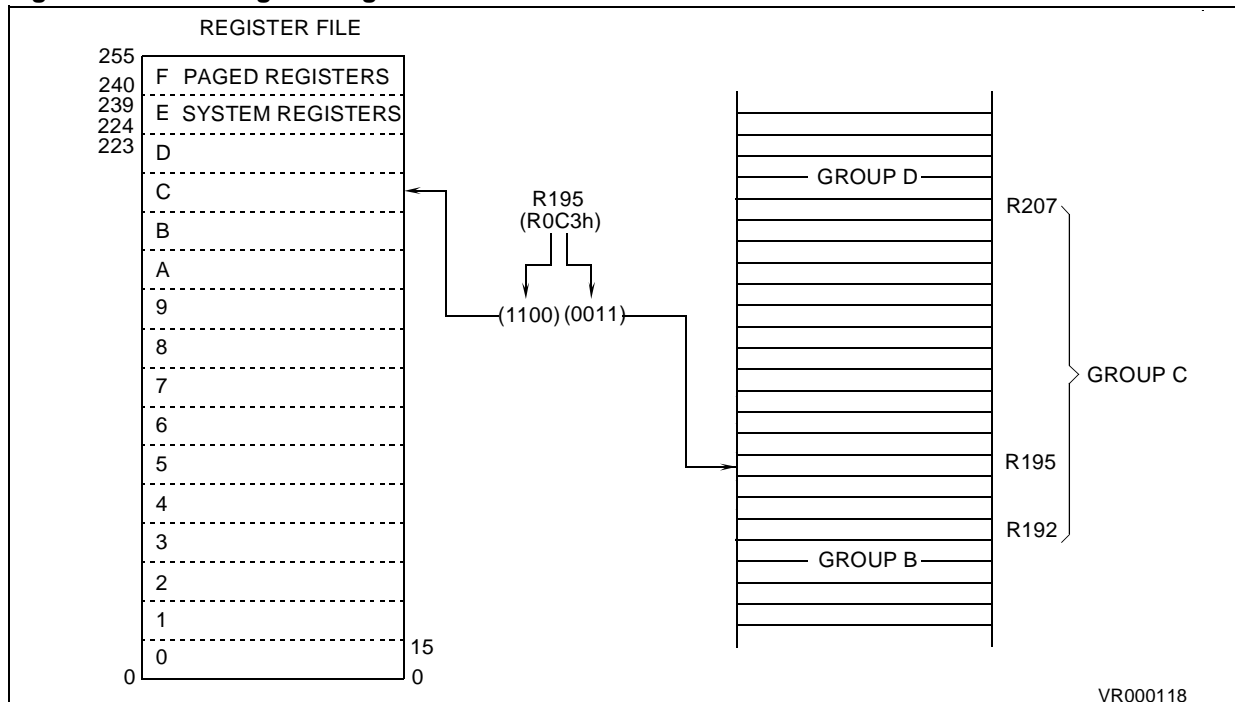 REGISTER FILE
255
240
239
224
223
F PAGED REGISTERS
E SYSTEM REGISTERS
D
C
B
A
9
8
7
6
5
4
3
2
1
0
15
0
0
R195
(R0C3h)
(1100) (0011)
GROUP D
R207
GROUP C
R195
R192
GROUP B
VR000118